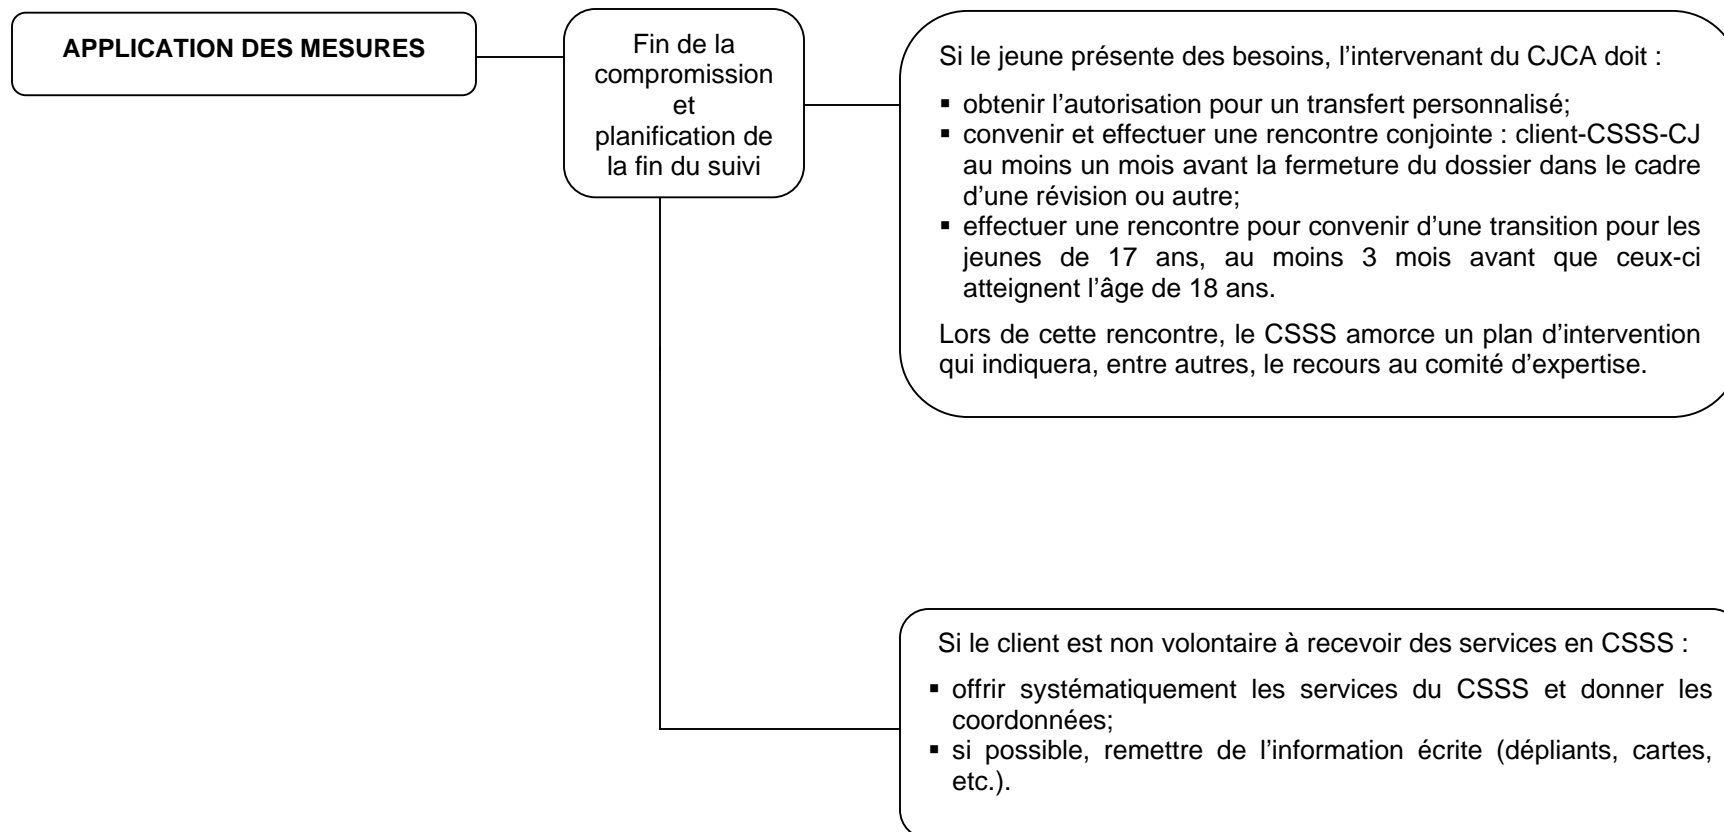 APPLICATION DES MESURES
Fin de la
compromission
et
planification de
la fin du suivi
Si le jeune présente des besoins, l’intervenant du CJCA doit :
▪ obtenir l’autorisation pour un transfert personnalisé;
▪ convenir et effectuer une rencontre conjointe : client-CSSS-CJ
au moins un mois avant la fermeture du dossier dans le cadre
d’une révision ou autre;
▪ effectuer une rencontre pour convenir d’une transition pour les
jeunes de 17 ans, au moins 3 mois avant que ceux-ci
atteignent l’âge de 18 ans.
Lors de cette rencontre, le CSSS amorce un plan d’intervention
qui indiquera, entre autres, le recours au comité d’expertise.
Si le client est non volontaire à recevoir des services en CSSS :
▪ offrir systématiquement les services du CSSS et donner les
coordonnées;
▪ si possible, remettre de l’information écrite (dépliants, cartes,
etc.).